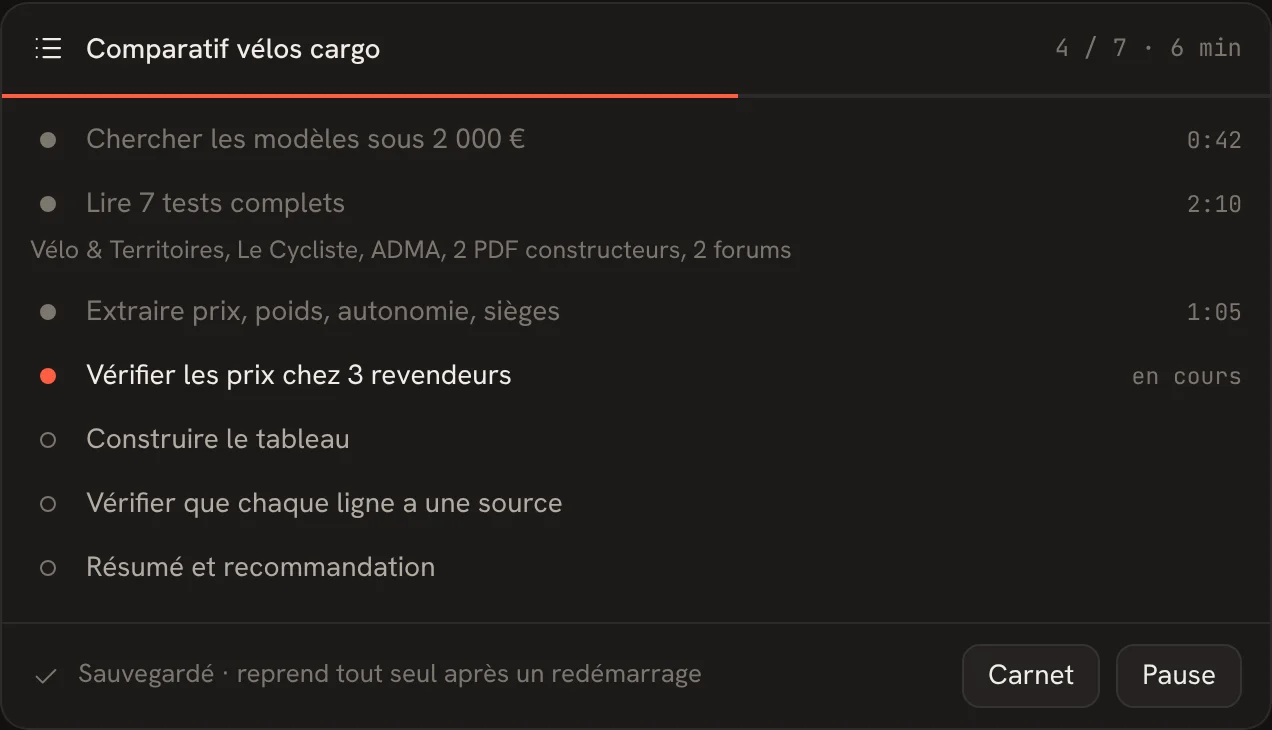 Comparatif vélos cargo
4 / 7 · 6 min
Chercher les modèles sous 2 000 €
0:42
Lire 7 tests complets
2:10
Vélo & Territoires, Le Cycliste, ADMA, 2 PDF constructeurs, 2 forums
Extraire prix, poids, autonomie, sièges
1:05
Vérifier les prix chez 3 revendeurs
en cours
Construire le tableau
Vérifier que chaque ligne a une source
Résumé et recommandation
Sauvegardé · reprend tout seul après un redémarrage
Carnet
Pause